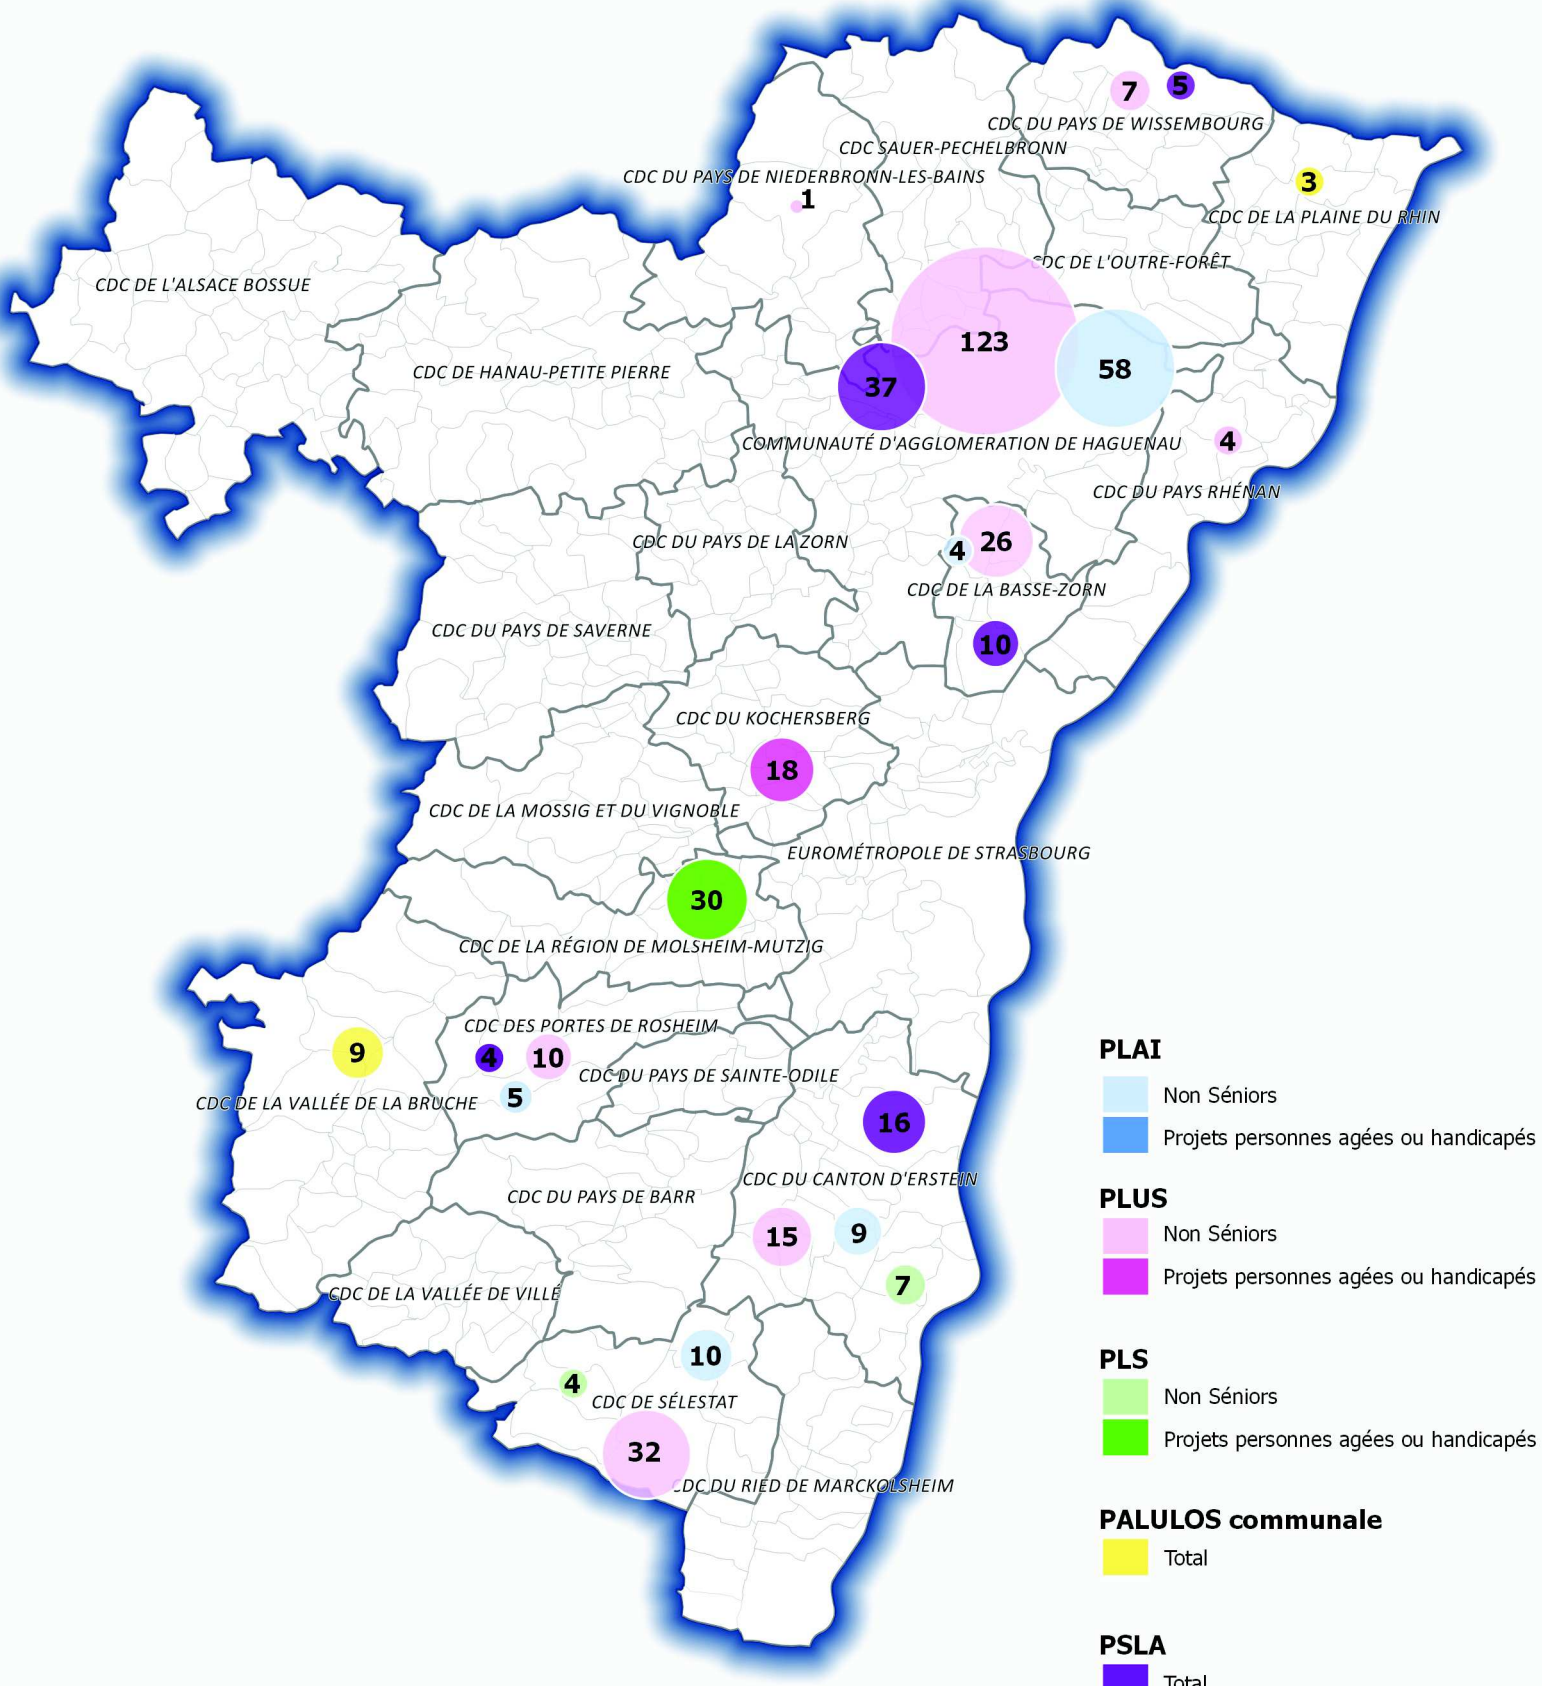 7 5
CDC DU PAYS DE WISSEMBOURG
CDC SAUER-PECHELBRONN
CDC DU PAYS DE NIEDERBRONN-LES-BAINS
1
3
CDC DE LA PLAINE DU RHIN
CDC DE L'OUTRE-FORÊT
CDC DE L'ALSACE BOSSUE
123
58
37
CDC DE HANAU-PETITE PIERRE
COMMUNAUTÉ D'AGGLOMERATION DE HAGUENAU
4
CDC DU PAYS RHÉNAN
CDC DU PAYS DE LA ZORN
4 26
CDC DE LA BASSE-ZORN
10
CDC DU PAYS DE SAVERNE
CDC DU KOCHERSBERG
18
CDC DE LA MOSSIG ET DU VIGNOBLE
EUROMÉTROPOLE DE STRASBOURG
30
CDC DE LA RÉGION DE MOLSHEIM-MUTZIG
CDC DES PORTES DE ROSHEIM
9
4 10
5
CDC DU PAYS DE SAINTE-ODILE
CDC DE LA VALLÉE DE LA BRUCHE
16
CDC DU CANTON D'ERSTEIN
CDC DU PAYS DE BARR
15 9
7
CDC DE LA VALLÉE DE VILLÉ
10
4
CDC DE SÉLESTAT
32
CDC DU RIED DE MARCKOLSHEIM
PLAI
Non Séniors
Projets personnes agées ou handicapés
PLUS
Non Séniors
Projets personnes agées ou handicapés
PLS
Non Séniors
Projets personnes agées ou handicapés
PALULOS communale
Total
PSLA
Total